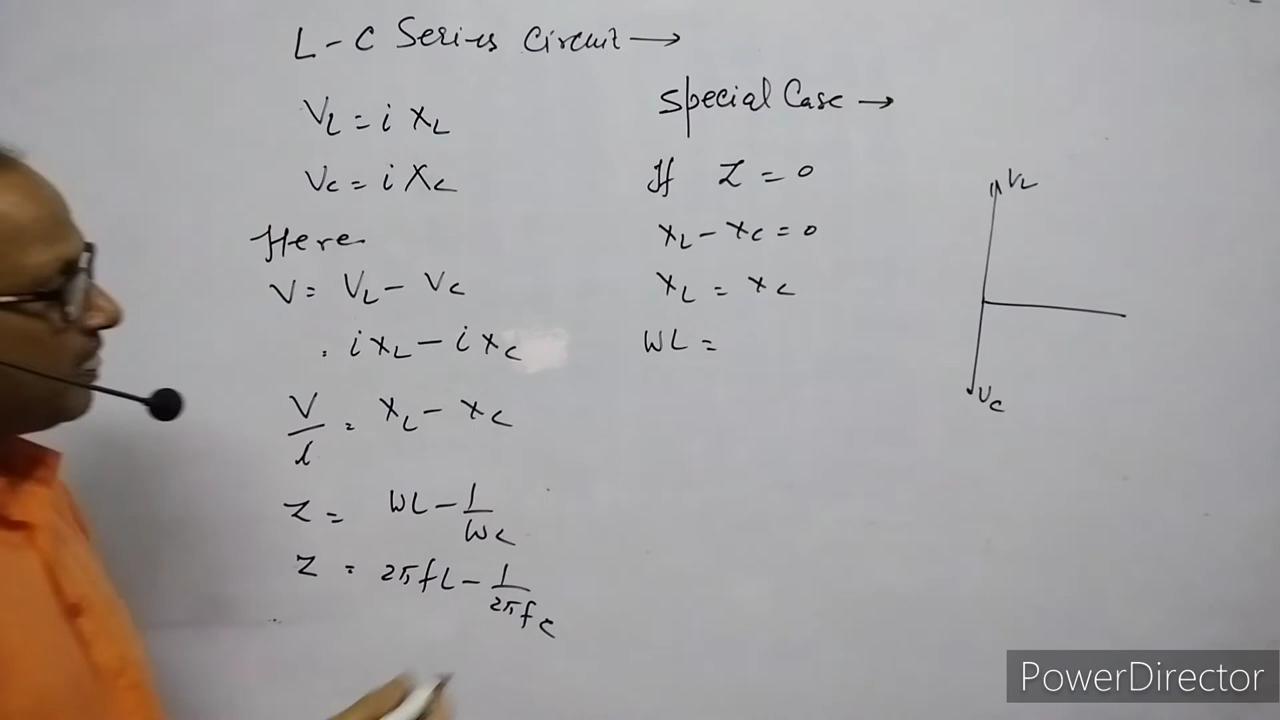 L-C Series Circuit →
V_L = i X_L
V_C = i X_C
Here
V = V_L - V_C
= i X_L - i X_C
V/i = X_L - X_C
Z = WL - 1/WC
Z = 2πfL - 1/2πfC
Special Case →
If Z = 0
X_L - X_C = 0
X_L = X_C
WL =
V_L
V_C
PowerDirector